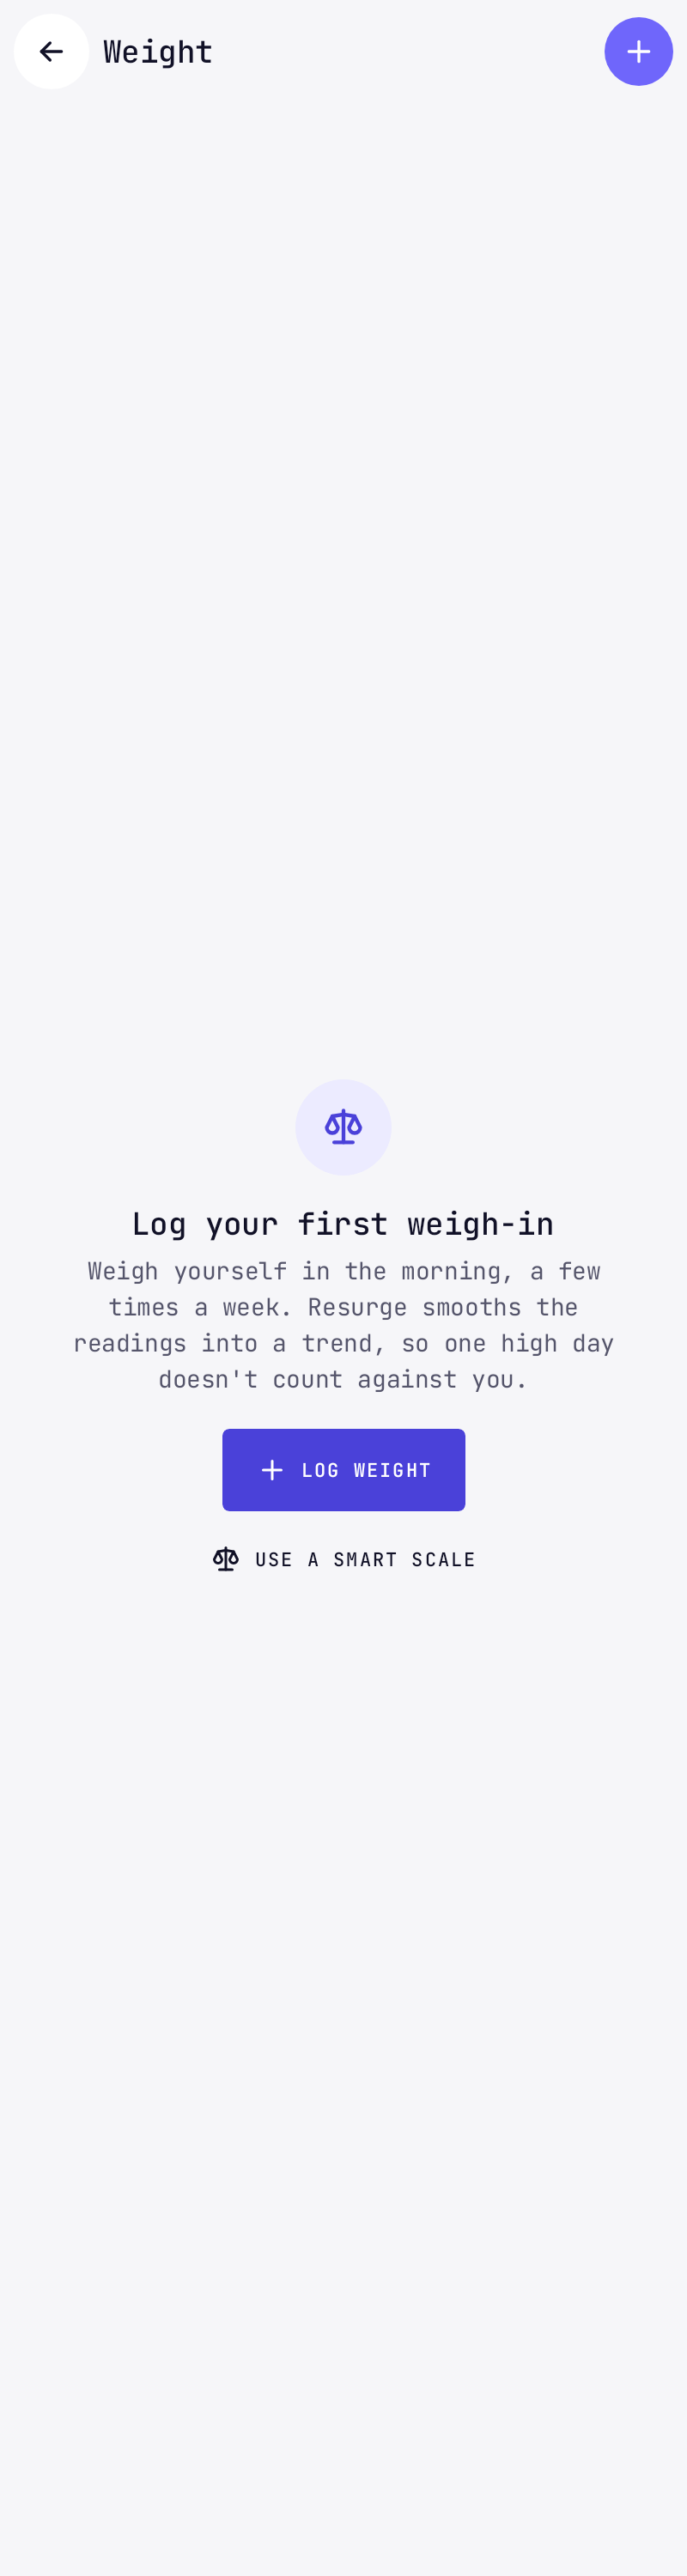 Weight
Log your first weigh-in
Weigh yourself in the morning, a few
times a week. Resurge smooths the
readings into a trend, so one high day
doesn't count against you.
LOG WEIGHT
USE A SMART SCALE